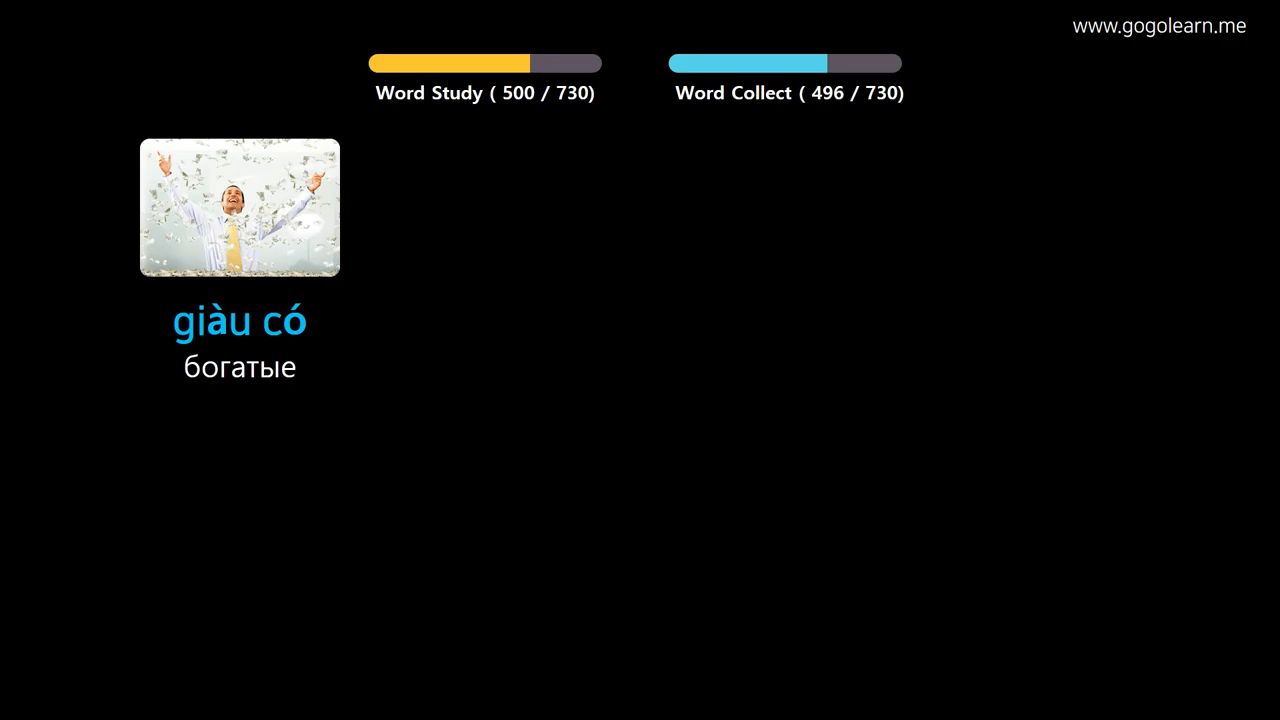 www.gogolearn.me
Word Study ( 500 / 730)
Word Collect ( 496 / 730)
giàu có
богатые